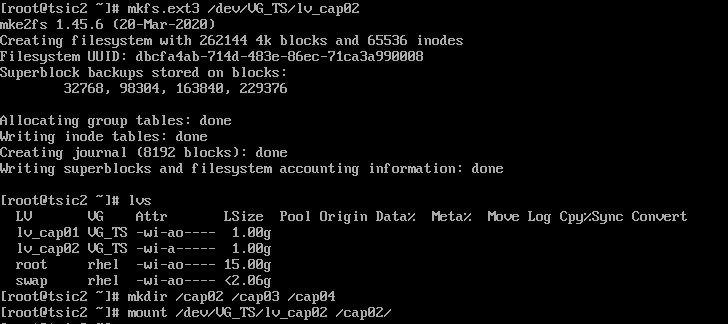 [root@tsic2 ~]# mkfs.ext3 /dev/VG_TS/lv_cap02
mke2fs 1.45.6 (20-Mar-2020)
Creating filesystem with 262144 4k blocks and 65536 inodes
Filesystem UUID: dbcfa4ab-714d-483e-86ec-71ca3a990008
Superblock backups stored on blocks:
        32768, 98304, 163840, 229376

Allocating group tables: done
Writing inode tables: done
Creating journal (8192 blocks): done
Writing superblocks and filesystem accounting information: done

[root@tsic2 ~]# lvs
  LV       VG    Attr       LSize  Pool Origin Data%  Meta%  Move Log Cpy%Sync Convert
  lv_cap01 VG_TS -wi-ao----  1.00g
  lv_cap02 VG_TS -wi-a-----  1.00g
  root     rhel  -wi-ao---- 15.00g
  swap     rhel  -wi-ao---- <2.06g
[root@tsic2 ~]# mkdir /cap02 /cap03 /cap04
[root@tsic2 ~]# mount /dev/VG_TS/lv_cap02 /cap02/